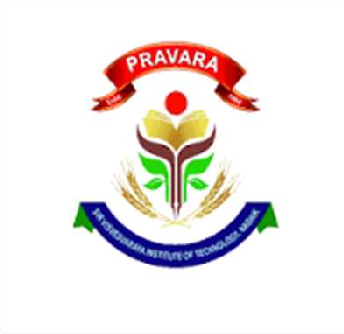 PRAVARA
SIR VISVESVARAYA INSTITUTE OF TECHNOLOGY, NASHIK